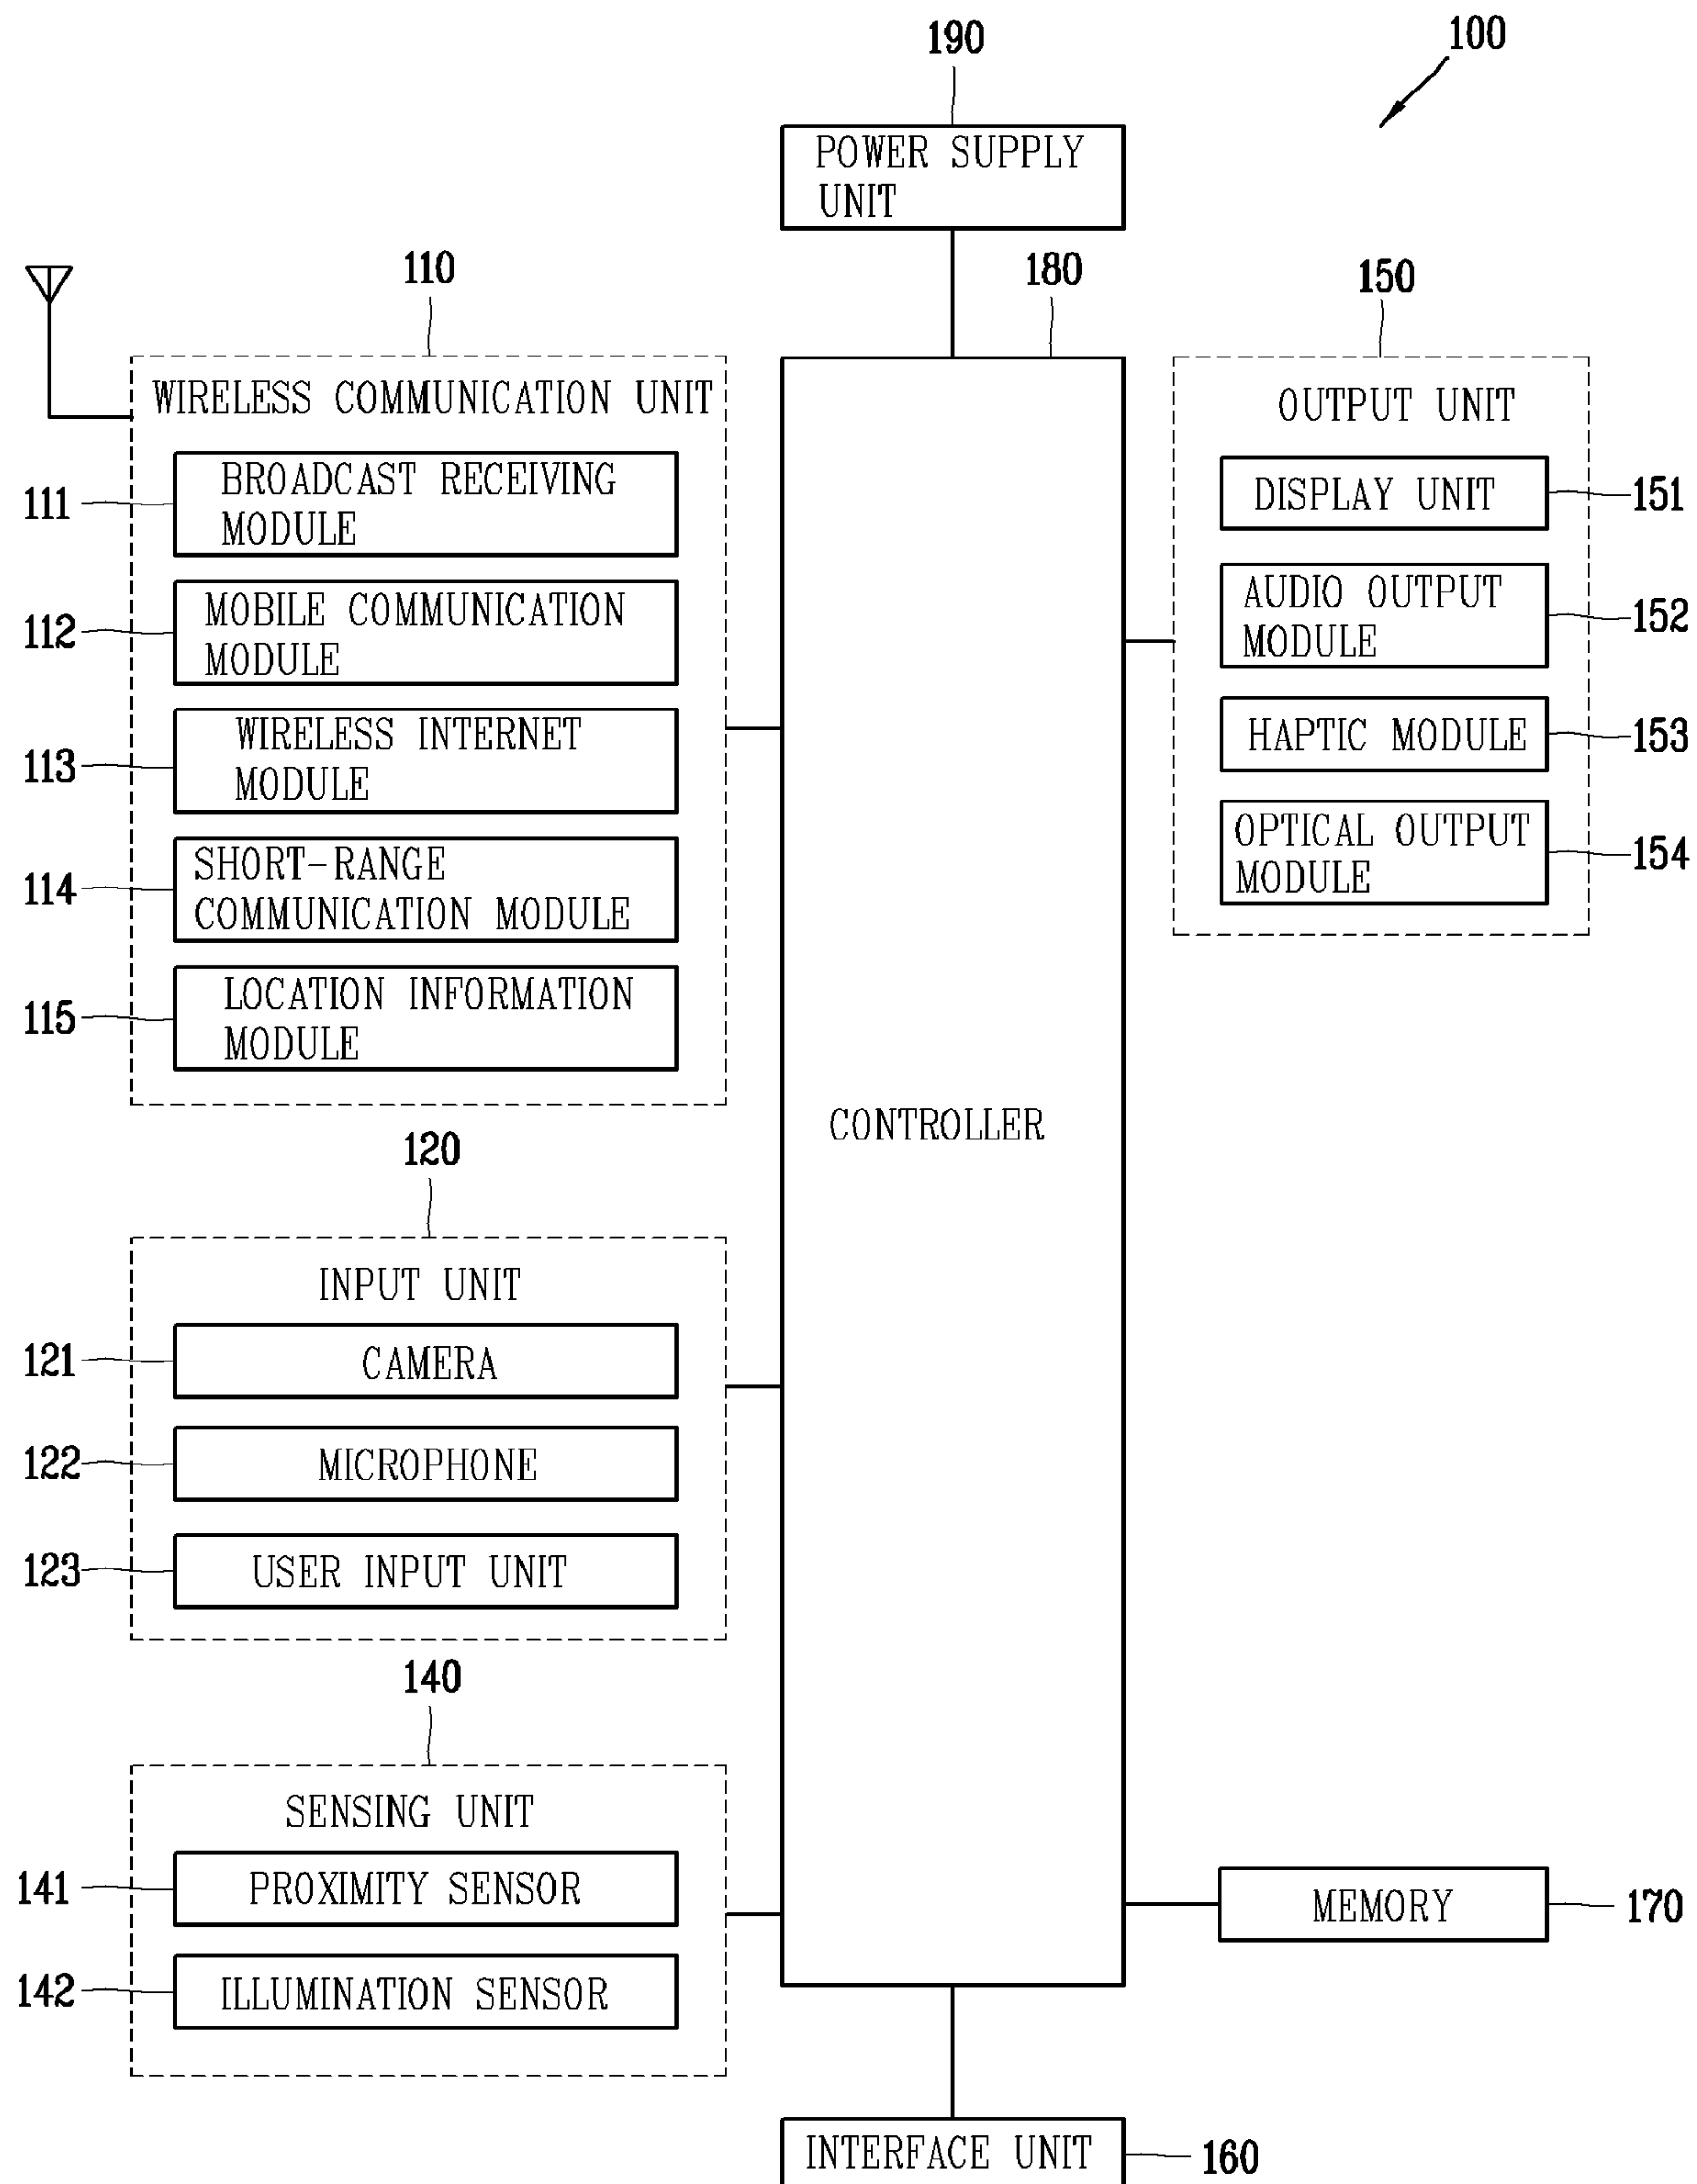 190
100
POWER SUPPLY
UNIT
110
180
150
WIRELESS COMMUNICATION UNIT
111
BROADCAST RECEIVING
MODULE
112
MOBILE COMMUNICATION
MODULE
113
WIRELESS INTERNET
MODULE
114
SHORT-RANGE
COMMUNICATION MODULE
115
LOCATION INFORMATION
MODULE
OUTPUT UNIT
DISPLAY UNIT
151
AUDIO OUTPUT
MODULE
152
HAPTIC MODULE
153
OPTICAL OUTPUT
MODULE
154
CONTROLLER
120
INPUT UNIT
121
CAMERA
122
MICROPHONE
123
USER INPUT UNIT
140
SENSING UNIT
141
PROXIMITY SENSOR
142
ILLUMINATION SENSOR
MEMORY
170
INTERFACE UNIT
160